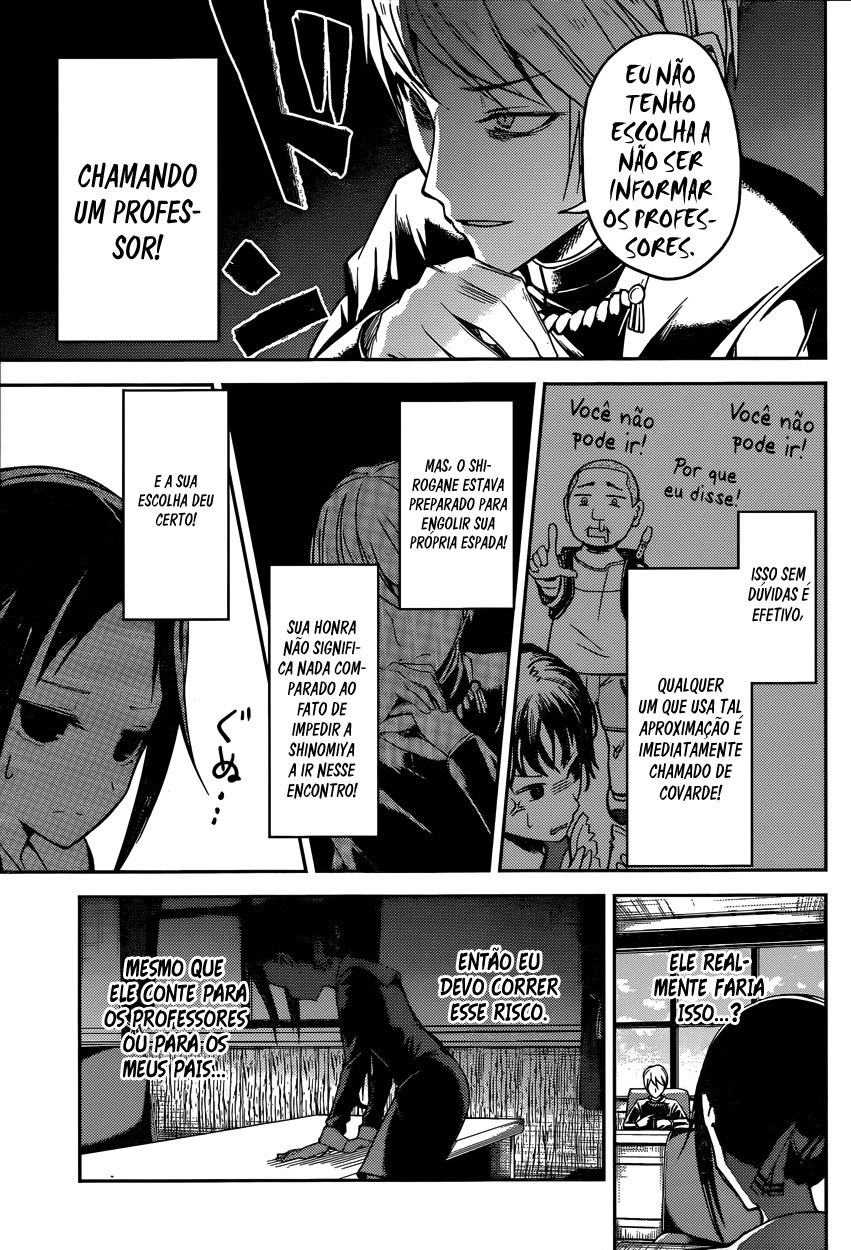 EU NÃO
TENHO
ESCOLHA A
NÃO SER
INFORMAR
OS PROFES-
SORES.
ド
ン
CHAMANDO
UM PROFES-
SOR!
Você não
pode ir!
Você não
pode ir!
Por que
eu disse!
ISSO SEM
DÚVIDAS É
EFETIVO,
QUALQUER
UM QUE USA TAL
APROXIMAÇÃO É
IMEDIATAMENTE
CHAMADO DE
COVARDE!
MAS, O SHI-
ROGANE ESTAVA
PREPARADO PARA
ENGOLIR SUA
PRÓPRIA ESPADA!
SUA HONRA
NÃO SIGNIFI-
CA NADA COM-
PARADO AO
FATO DE
IMPEDIR A
SHINOMIYA
A IR NESSE
ENCONTRO!
E A SUA
ESCOLHA DEU
CERTO!
ぐぬ…
ELE REAL-
MENTE FARIA
ISSO...?
ENTÃO EU
DEVO CORRER
ESSE RISCO.
MESMO QUE
ELE CONTE PARA
OS PROFESSORES
OU PARA OS
MEUS PAIS...